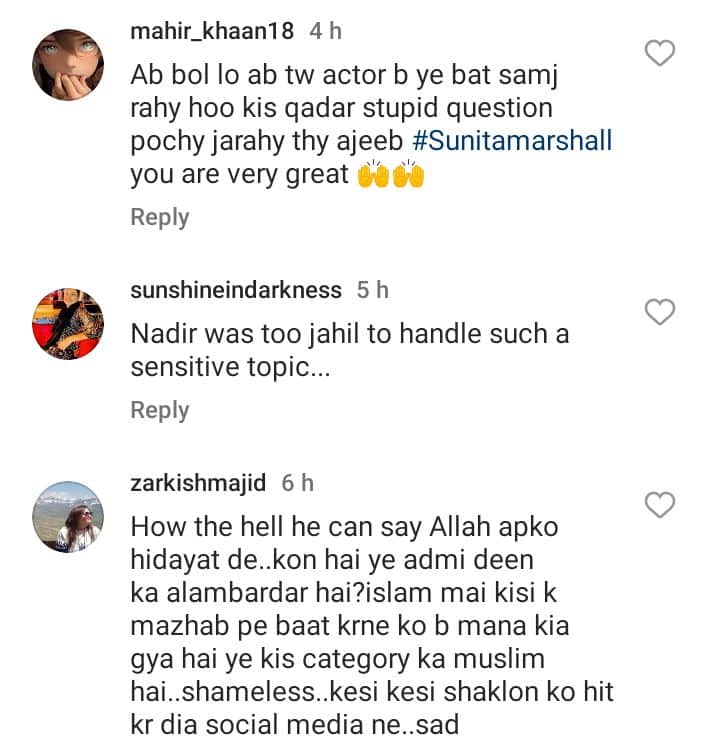 mahir_khaan18 4 h
Ab bol lo ab tw actor b ye bat samj
rahy hoo kis qadar stupid question
pochy jarahy thy ajeeb #Sunitamarshall
you are very great 🙌🙌
Reply
sunshineindarkness 5 h
Nadir was too jahil to handle such a
sensitive topic...
Reply
zarkishmajid 6 h
How the hell he can say Allah apko
hidayat de..kon hai ye admi deen
ka alambardar hai?islam mai kisi k
mazhab pe baat krne ko b mana kia
gya hai ye kis category ka muslim
hai..shameless..kesi kesi shaklon ko hit
kr dia social media ne..sad